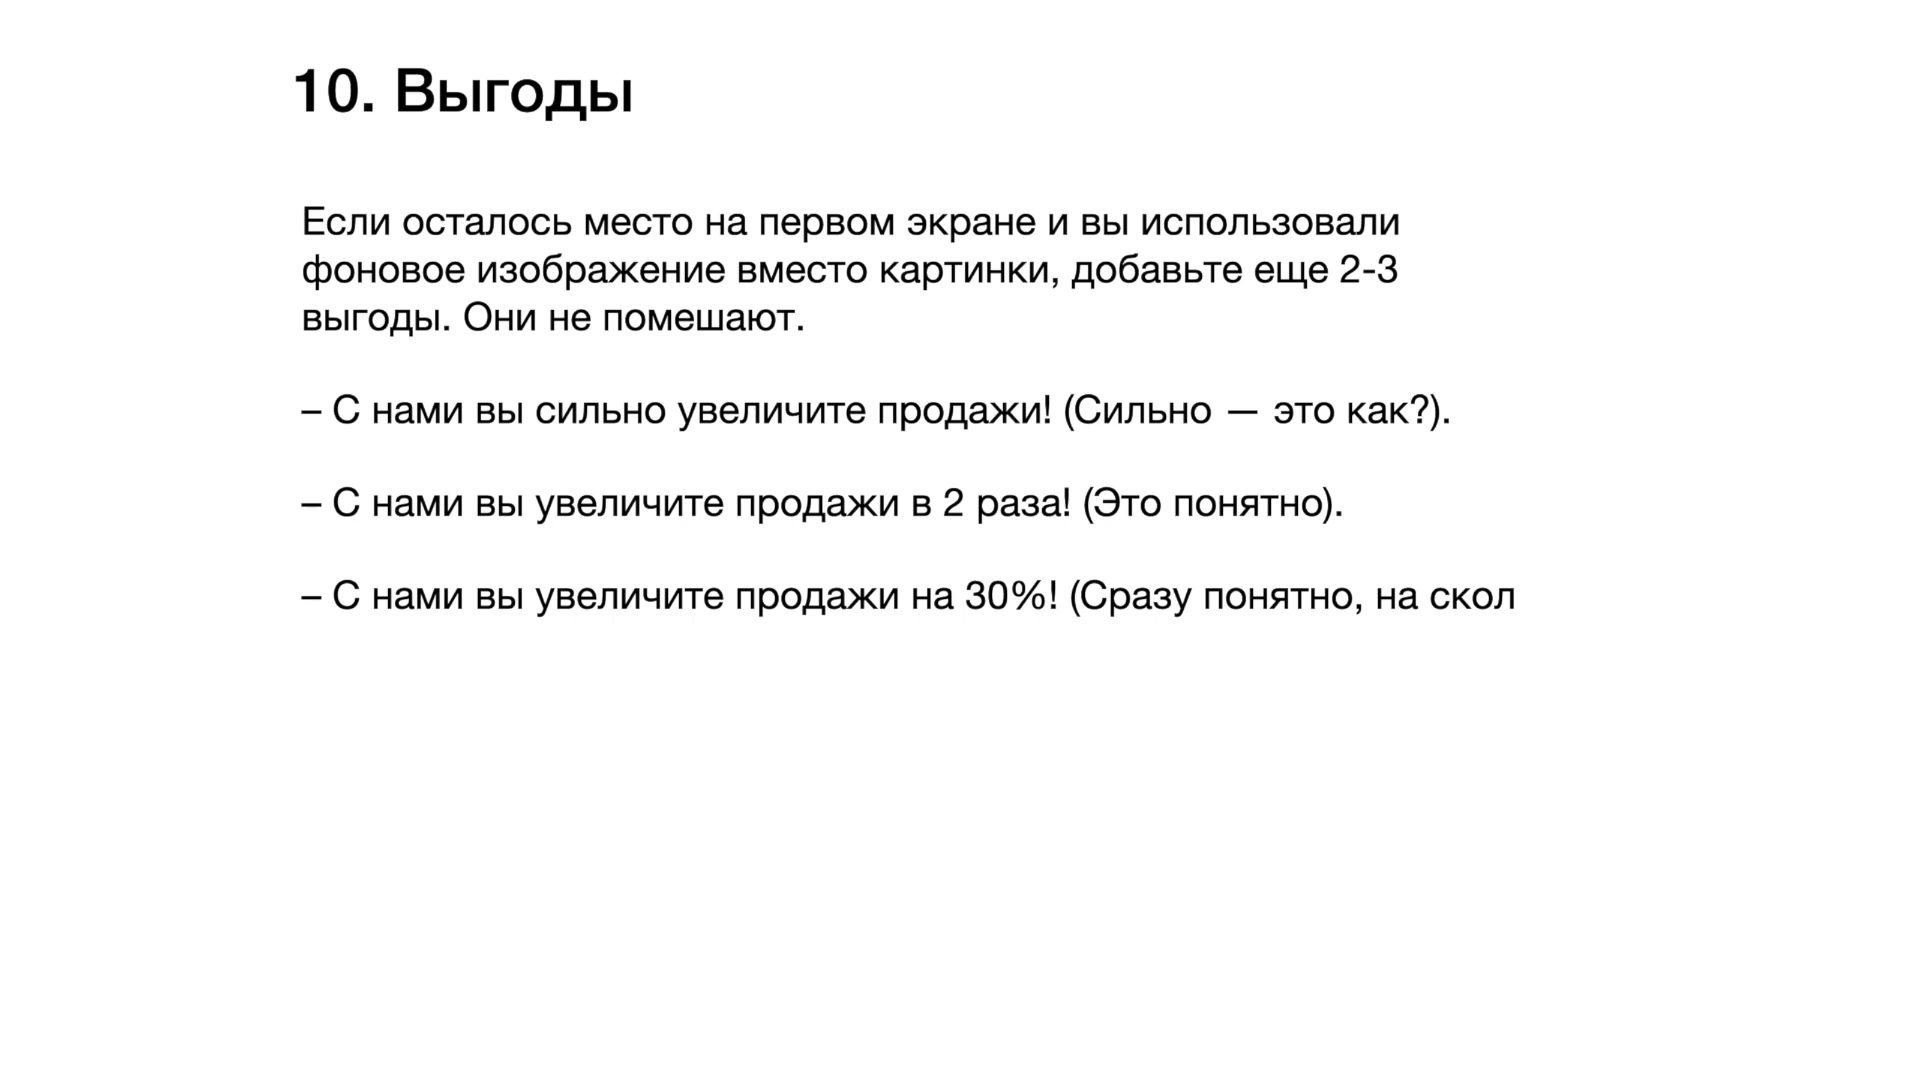 10. Выгоды
Если осталось место на первом экране и вы использовали
фоновое изображение вместо картинки, добавьте еще 2-3
выгоды. Они не помешают.
– С нами вы сильно увеличите продажи! (Сильно — это как?).
– С нами вы увеличите продажи в 2 раза! (Это понятно).
– С нами вы увеличите продажи на 30%! (Сразу понятно, на скол